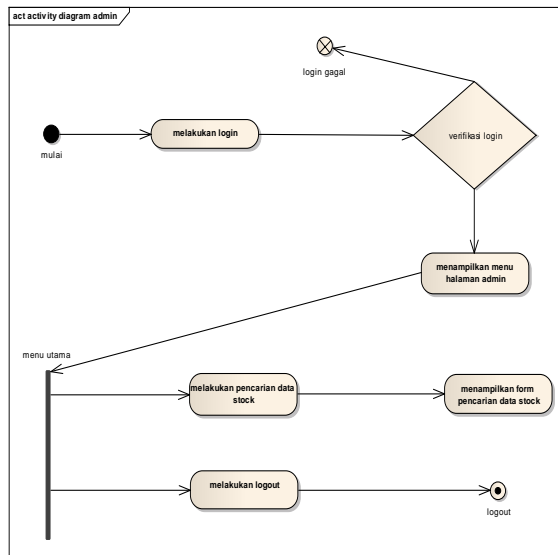 act activity diagram admin
login gagal
melakukan login
verifikasi login
mulai
menampilkan menu
halaman admin
menu utama
melakukan pencarian data
stock
menampilkan form
pencarian data stock
melakukan logout
logout